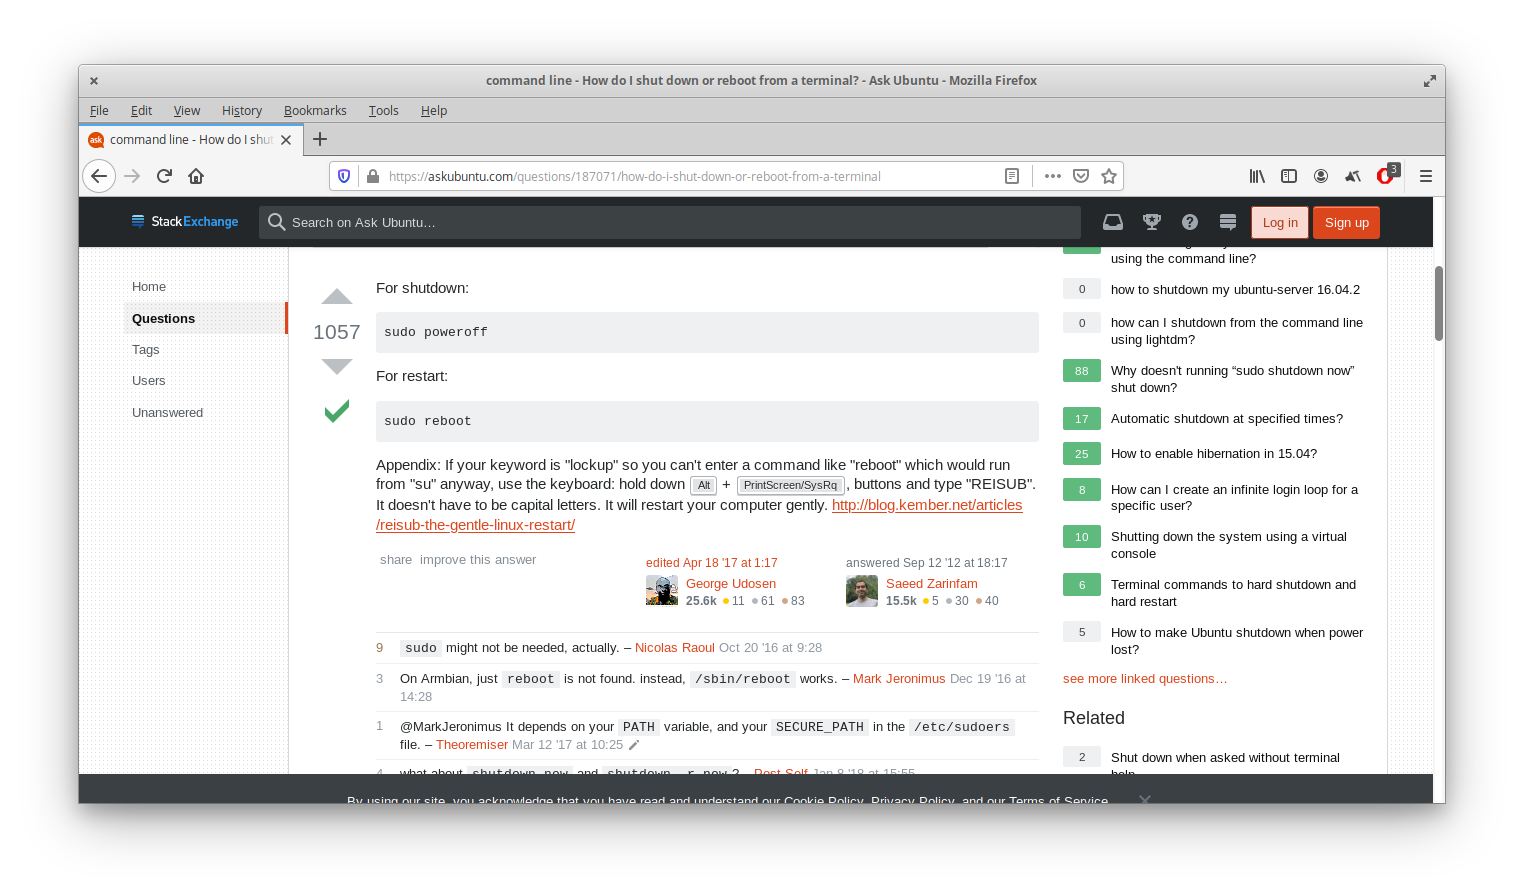 command line - How do I shut down or reboot from a terminal? - Ask Ubuntu - Mozilla Firefox
File Edit View History Bookmarks Tools Help
ask command line - How do I shut
https://askubuntu.com/questions/187071/how-do-i-shut-down-or-reboot-from-a-terminal
3
StackExchange
Search on Ask Ubuntu…
Log in
Sign up
Home
Questions
Tags
Users
Unanswered
1057
For shutdown:
sudo poweroff
For restart:
sudo reboot
Appendix: If your keyword is "lockup" so you can't enter a command like "reboot" which would run
from "su" anyway, use the keyboard: hold down Alt + PrintScreen/SysRq, buttons and type "REISUB".
It doesn't have to be capital letters. It will restart your computer gently. http://blog.kember.net/articles
/reisub-the-gentle-linux-restart/
share improve this answer
edited Apr 18 '17 at 1:17
George Udosen
25.6k 11 61 83
answered Sep 12 '12 at 18:17
Saeed Zarinfam
15.5k 5 30 40
9 sudo might not be needed, actually. – Nicolas Raoul Oct 20 '16 at 9:28
3 On Armbian, just reboot is not found. instead, /sbin/reboot works. – Mark Jeronimus Dec 19 '16 at
14:28
1 @MarkJeronimus It depends on your PATH variable, and your SECURE_PATH in the /etc/sudoers
file. – Theoremiser Mar 12 '17 at 10:25
4 what about shutdown now and shutdown -r now? – Post Self Jan 8 '18 at 15:55
using the command line?
0 how to shutdown my ubuntu-server 16.04.2
0 how can I shutdown from the command line
using lightdm?
88 Why doesn't running “sudo shutdown now”
shut down?
17 Automatic shutdown at specified times?
25 How to enable hibernation in 15.04?
8 How can I create an infinite login loop for a
specific user?
10 Shutting down the system using a virtual
console
6 Terminal commands to hard shutdown and
hard restart
5 How to make Ubuntu shutdown when power
lost?
see more linked questions…
Related
2 Shut down when asked without terminal
help
By using our site, you acknowledge that you have read and understand our Cookie Policy, Privacy Policy, and our Terms of Service.